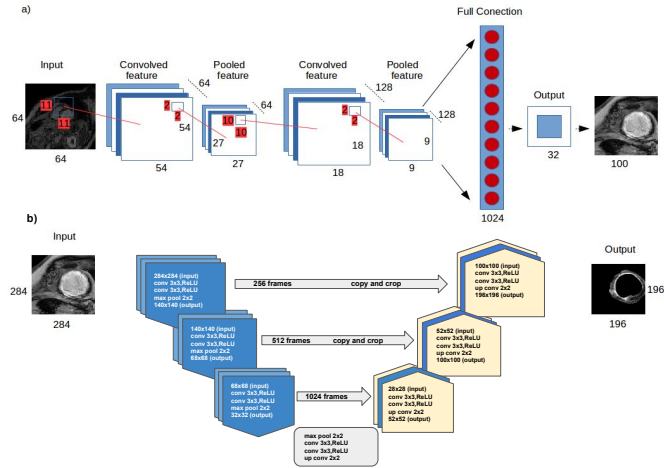 a)
Full Conection
Input
Convolved
feature
Pooled
feature
Convolved
feature
Pooled
feature
64
64
128
128
11
11
64
64
2
2
54
54
10
10
27
27
2
2
18
18
9
9
1024
Output
32
100
b)
Input
284
284
284x284 (input)
conv 3x3,ReLU
conv 3x3,ReLU
max pool 2x2
140x140 (output)
256 frames copy and crop
100x100 (input)
conv 3x3,ReLU
conv 3x3,ReLU
up conv 2x2
196x196 (output)
Output
196
196
140x140 (input)
conv 3x3,ReLU
conv 3x3,ReLU
max pool 2x2
68x68 (output)
512 frames copy and crop
52x52 (input)
conv 3x3,ReLU
conv 3x3,ReLU
up conv 2x2
100x100 (output)
68x68 (input)
conv 3x3,ReLU
conv 3x3,ReLU
max pool 2x2
32x32 (output)
1024 frames
28x28 (input)
conv 3x3,ReLU
conv 3x3,ReLU
up conv 2x2
52x52 (output)
max pool 2x2
conv 3x3,ReLU
conv 3x3,ReLU
up conv 2x2